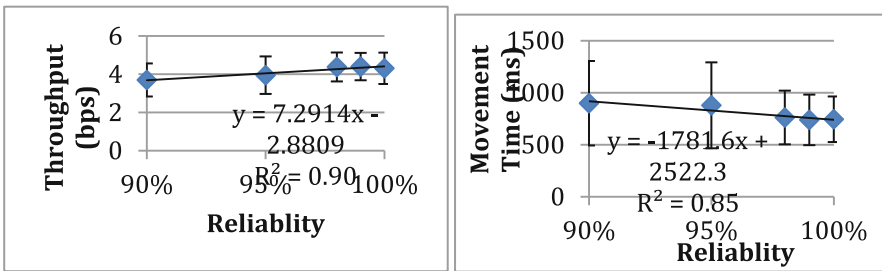 Throughput
(bps)
6
4
2
0
90%
95%
100%
y = 7.2914x -
2.8809
R² = 0.90
Reliablity
Movement
Time (ms)
1500
1000
500
0
90%
95%
100%
y = -1781.6x +
2522.3
R² = 0.85
Reliablity